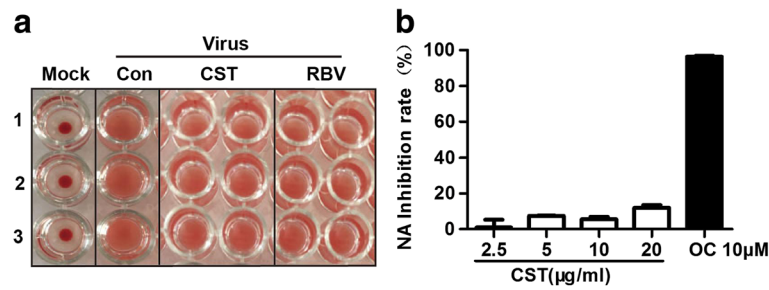 a
Virus
Mock Con CST RBV
1
2
3
b
NA Inhibition rate (%)
100
80
60
40
20
0
2.5 5 10 20 OC 10μM
CST(μg/ml)